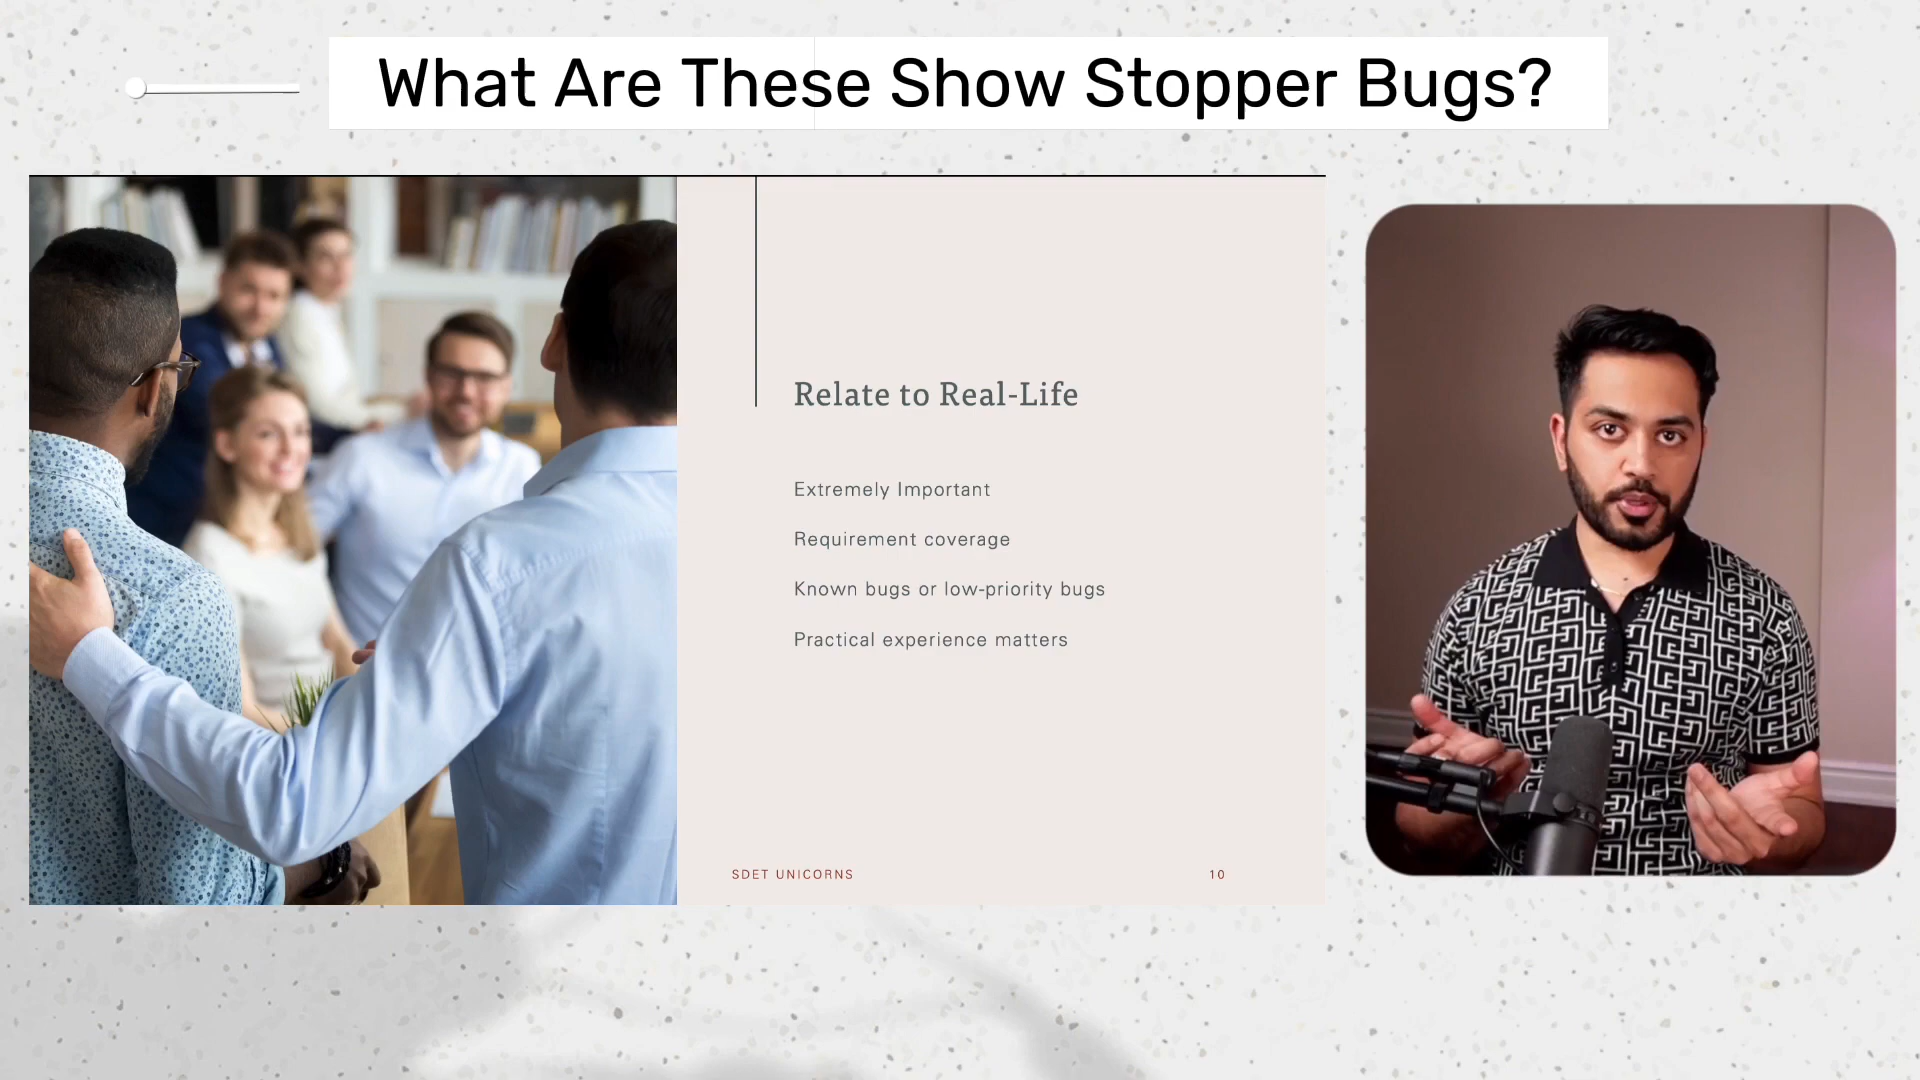 What Are These Show Stopper Bugs?
Relate to Real-Life
Extremely Important
Requirement coverage
Known bugs or low-priority bugs
Practical experience matters
SDET UNICORNS
10